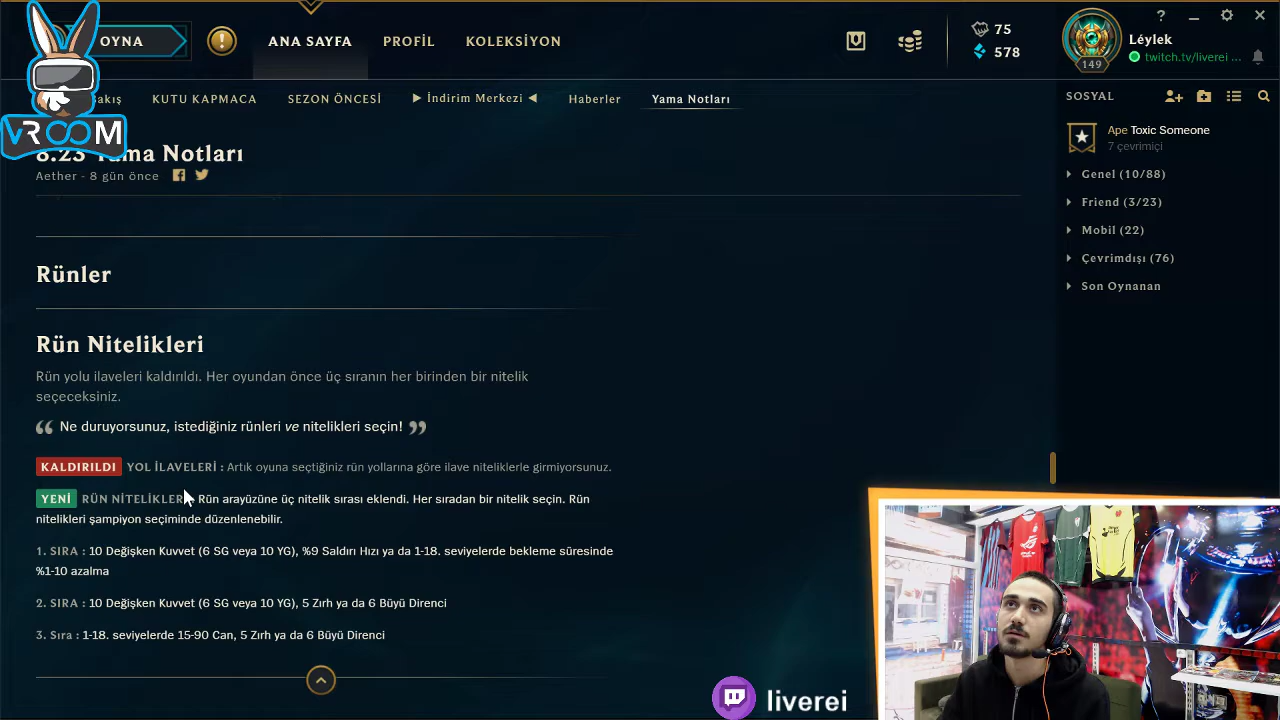 OYNA
ANA SAYFA
PROFİL
KOLEKSİYON
75
578
149
Léylek
twitch.tv/liverei ...
VROOM
KUTU KAPMACA
SEZON ÖNCESİ
▶ İndirim Merkezi ◀
Haberler
Yama Notları
SOSYAL
Ape Toxic Someone
7 çevrimiçi
Genel (10/88)
Friend (3/23)
Mobil (22)
Çevrimdışı (76)
Son Oynanan
8.23 Yama Notları
Aether - 8 gün önce
Rünler
Rün Nitelikleri
Rün yolu ilaveleri kaldırıldı. Her oyundan önce üç sıranın her birinden bir nitelik
seçeceksiniz.
“ Ne duruyorsunuz, istediğiniz rünleri ve nitelikleri seçin! ”
KALDIRILDI YOL İLAVELERİ : Artık oyuna seçtiğiniz rün yollarına göre ilave niteliklerle girmiyorsunuz.
YENİ RÜN NİTELİKLER Rün arayüzüne üç nitelik sırası eklendi. Her sıradan bir nitelik seçin. Rün
nitelikleri şampiyon seçiminde düzenlenebilir.
1. SIRA : 10 Değişken Kuvvet (6 SG veya 10 YG), %9 Saldırı Hızı ya da 1-18. seviyelerde bekleme süresinde
%1-10 azalma
2. SIRA : 10 Değişken Kuvvet (6 SG veya 10 YG), 5 Zırh ya da 6 Büyü Direnci
3. Sıra : 1-18. seviyelerde 15-90 Can, 5 Zırh ya da 6 Büyü Direnci
liverei